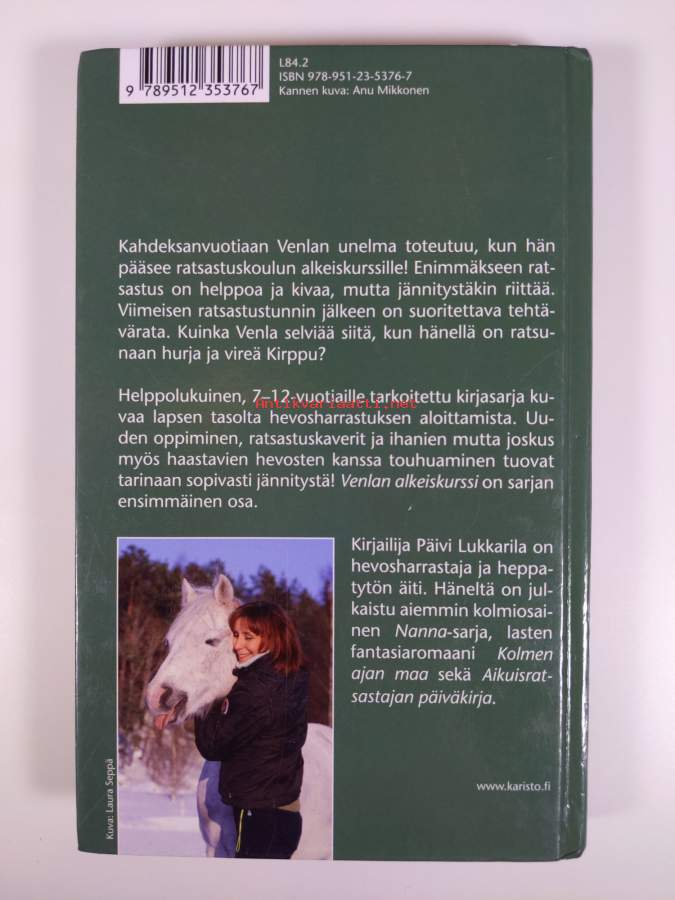 L84.2
ISBN 978-951-23-5376-7
9 789512 353767
Kannen kuva: Anu Mikkonen
Kahdeksanvuotiaan Venlan unelma toteutuu, kun hän
pääsee ratsastuskoulun alkeiskurssille! Enimmäkseen rat-
sastus on helppoa ja kivaa, mutta jännitystäkin riittää.
Viimeisen ratsastustunnin jälkeen on suoritettava tehtä-
värata. Kuinka Venla selviää siitä, kun hänellä on ratsu-
naan hurja ja vireä Kirppu?
Helppolukuinen, 7–12-vuotiaille tarkoitettu kirjasarja ku-
Antikvariaatti.net
vaa lapsen tasolta hevosharrastuksen aloittamista. Uu-
den oppiminen, ratsastuskaverit ja ihanien mutta joskus
myös haastavien hevosten kanssa touhuaminen tuovat
tarinaan sopivasti jännitystä! Venlan alkeiskurssi on sarjan
ensimmäinen osa.
Kirjailija Päivi Lukkarila on
hevosharrastaja ja heppa-
tytön äiti. Häneltä on jul-
kaistu aiemmin kolmiosai-
nen Nanna-sarja, lasten
fantasiaromaani Kolmen
ajan maa sekä Aikuisrat-
sastajan päiväkirja.
Kuva: Laura Seppä
www.karisto.fi